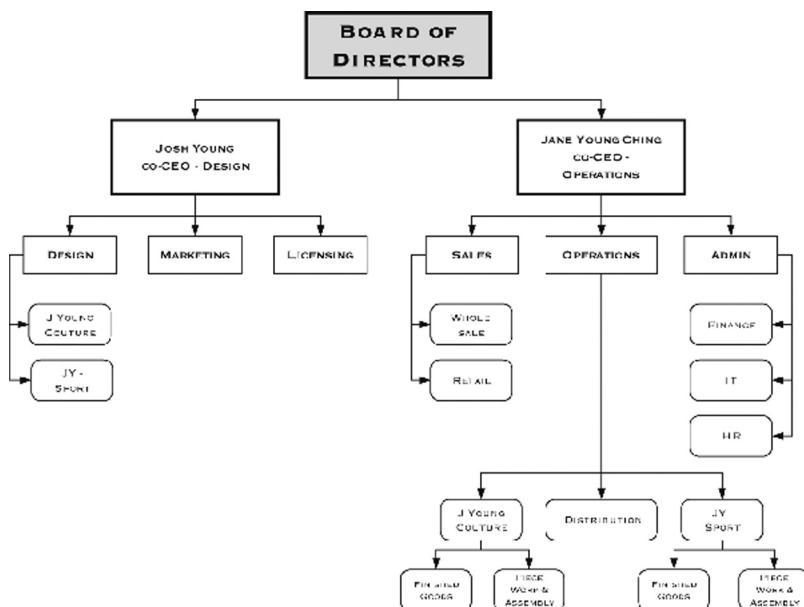 BOARD OF
DIRECTORS
JOSH YOUNG
CO-CEO - DESIGN
JANE YOUNG CHING
CO-CEO -
OPERATIONS
DESIGN
MARKETING
LICENSING
SALES
OPERATIONS
ADMIN
J YOUNG
COUTURE
WHOLE
SALE
FINANCE
JY -
SPORT
RETAIL
IT
HR
J YOUNG
COUTURE
DISTRIBUTION
JY
SPORT
FINISHED
GOODS
PIECE
WORK &
ASSEMBLY
FINISHED
GOODS
PIECE
WORK &
ASSEMBLY